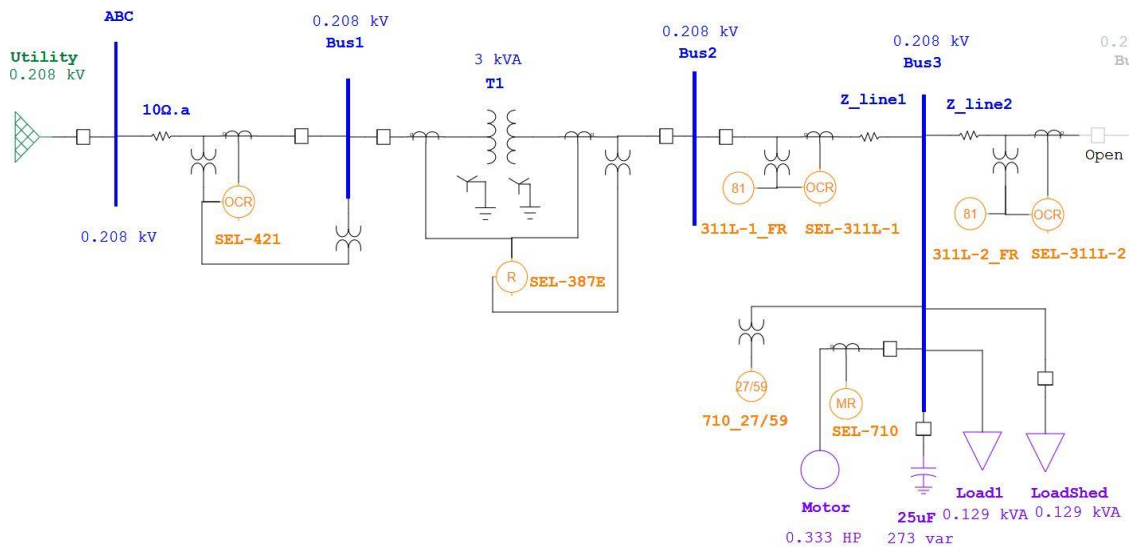 ABC
Utility
0.208 kV
10Ω.a
0.208 kV
OCR
SEL-421
0.208 kV
Bus1
3 kVA
T1
R
SEL-387E
0.208 kV
Bus2
81
OCR
311L-1_FR
SEL-311L-1
Z_line1
0.208 kV
Bus3
Z_line2
Open
81
OCR
311L-2_FR
SEL-311L-2
27/59
710_27/59
MR
SEL-710
Motor
0.333 HP
25uF
273 var
Load1
0.129 kVA
LoadShed
0.129 kVA